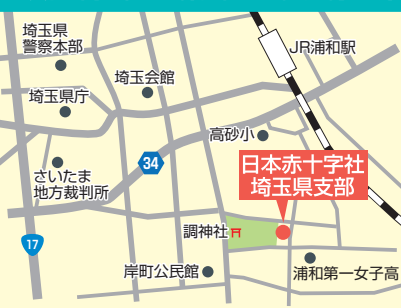 埼玉県
警察本部
JR浦和駅
埼玉会館
埼玉県庁
高砂小
34
日本赤十字社
埼玉県支部
さいたま
地方裁判所
調神社
17
岸町公民館
浦和第一女子高